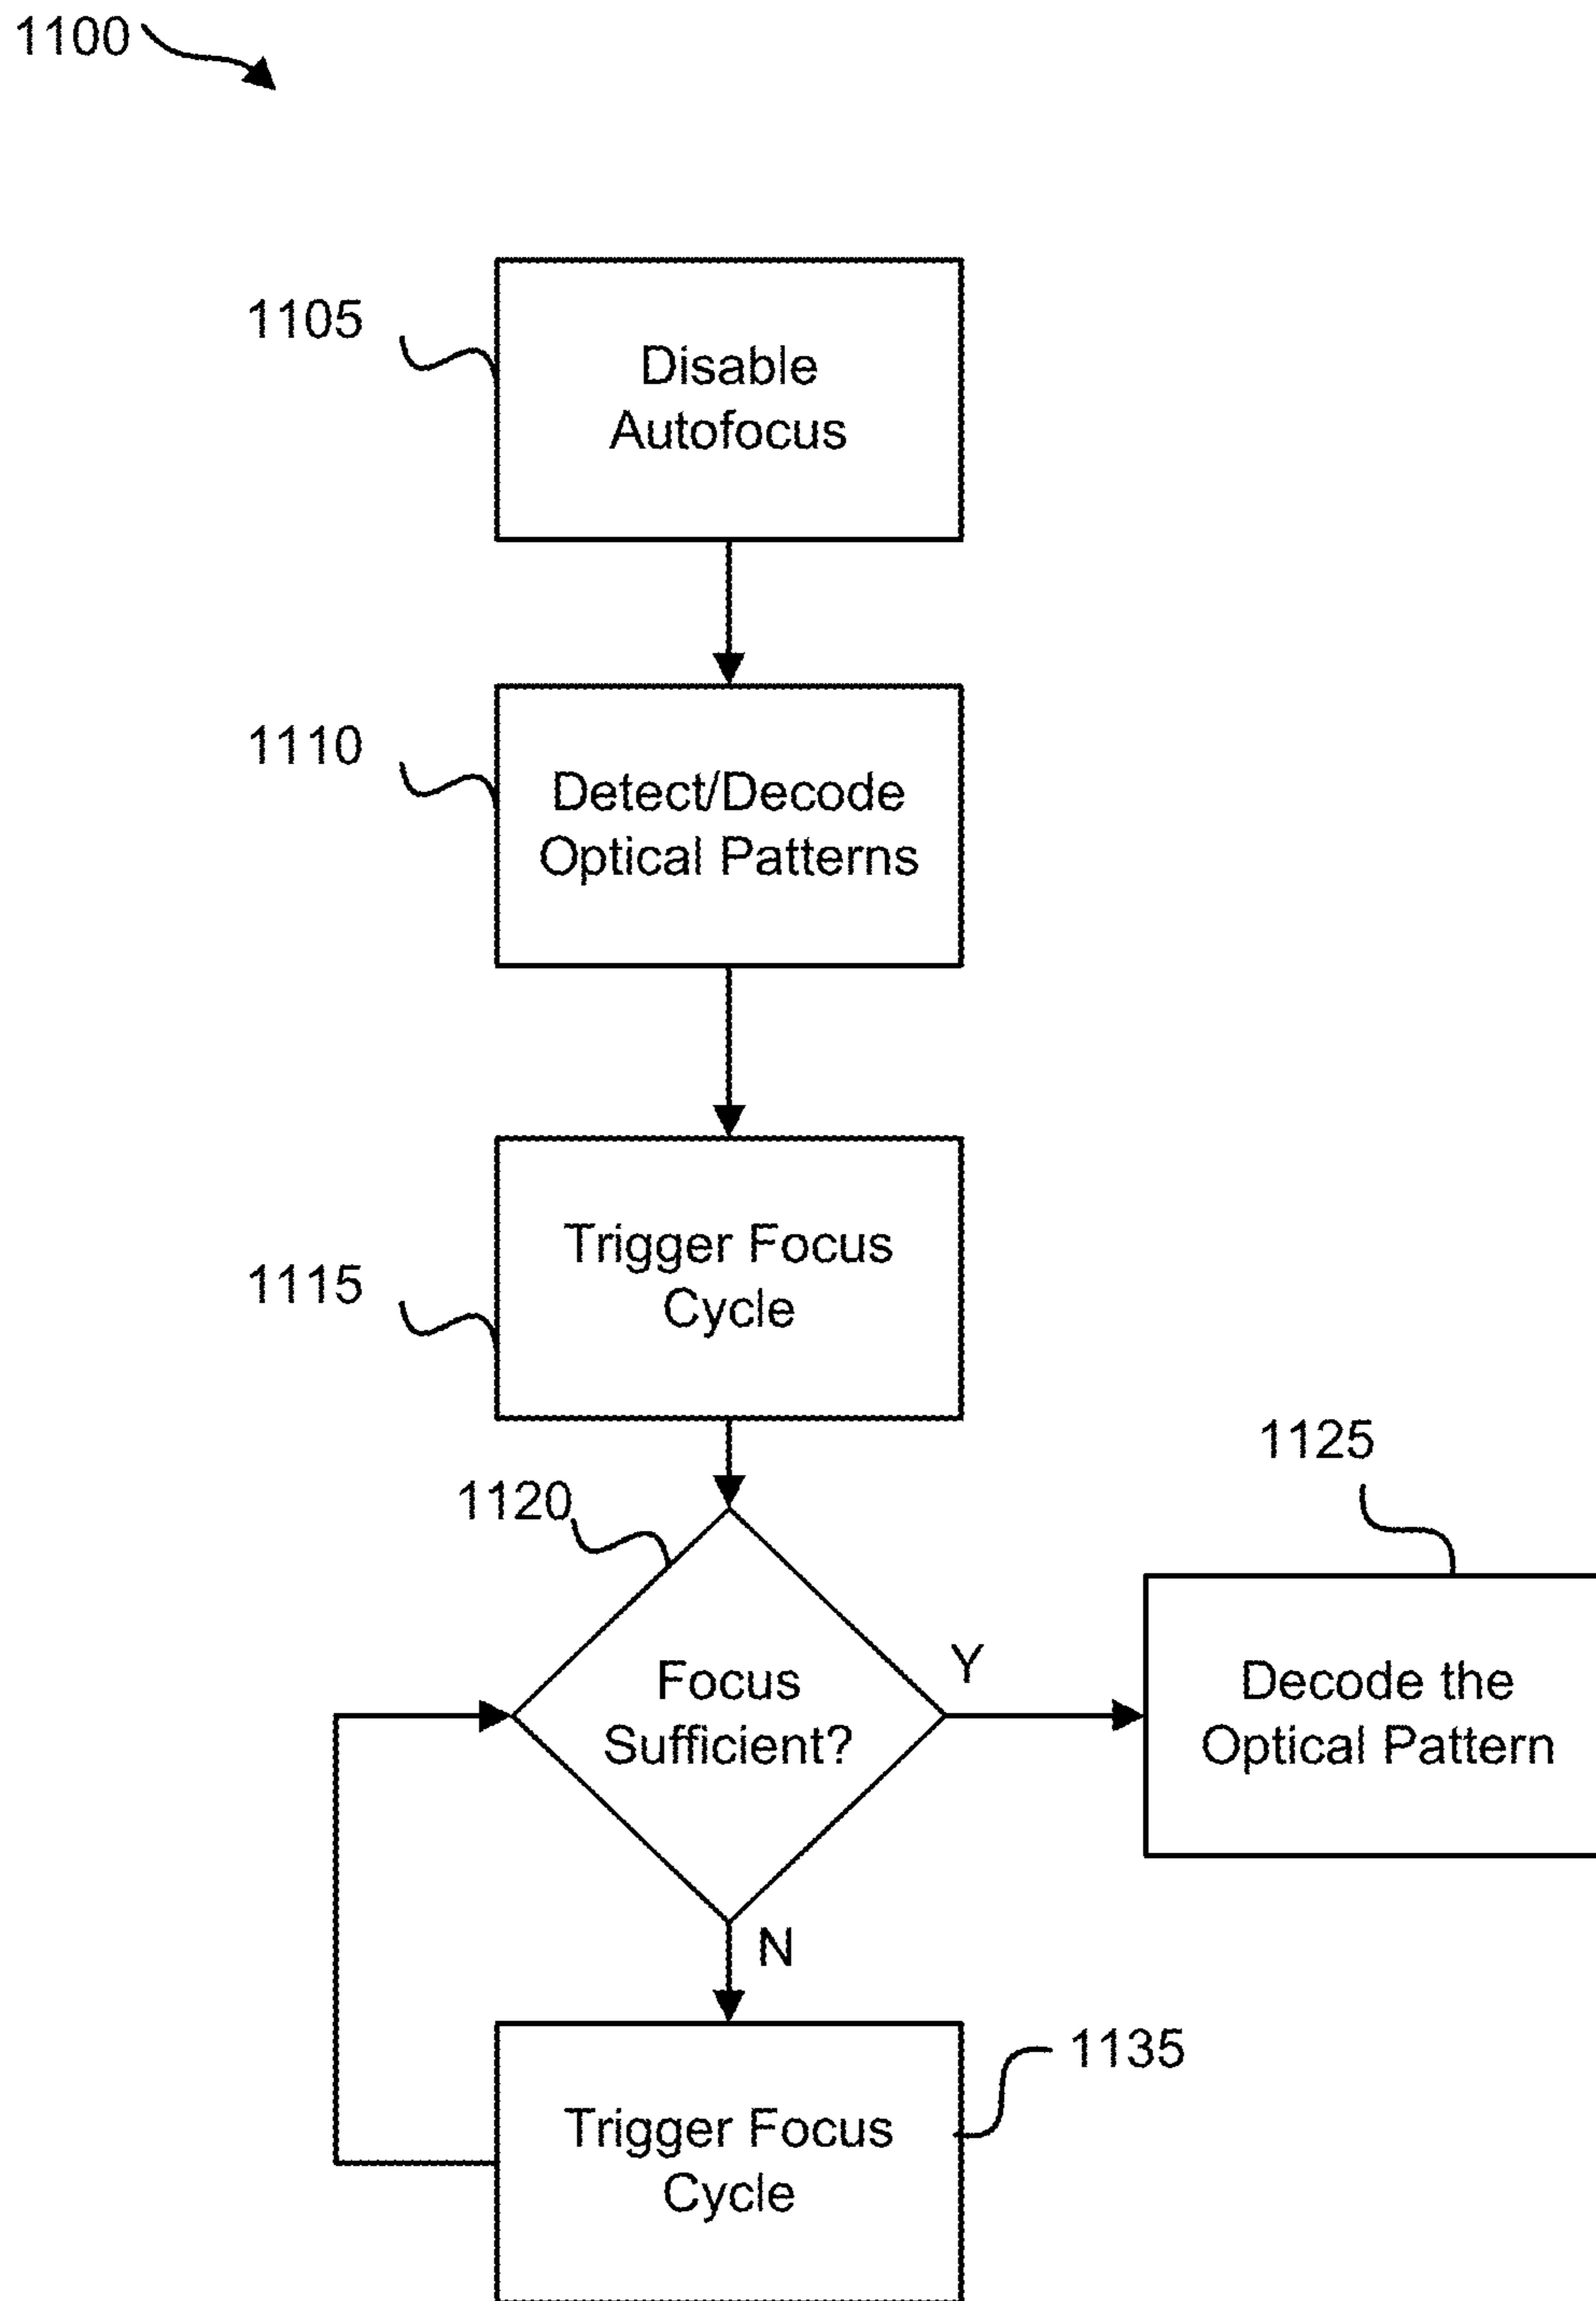 1100
1105
Disable
Autofocus
1110
Detect/Decode
Optical Patterns
1115
Trigger Focus
Cycle
1120
Focus
Sufficient?
Y
1125
Decode the
Optical Pattern
N
1135
Trigger Focus
Cycle